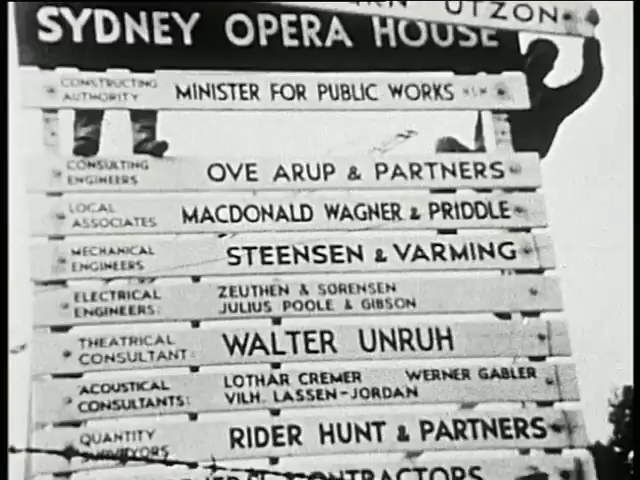 UTZON
SYDNEY OPERA HOUSE
CONSTRUCTING
AUTHORITY
MINISTER FOR PUBLIC WORKS NSW
CONSULTING
ENGINEERS
OVE ARUP & PARTNERS
LOCAL
ASSOCIATES
MACDONALD WAGNER & PRIDDLE
MECHANICAL
ENGINEERS
STEENSEN & VARMING
ELECTRICAL
ENGINEERS:
ZEUTHEN & SORENSEN
JULIUS POOLE & GIBSON
THEATRICAL
CONSULTANT:
WALTER UNRUH
ACOUSTICAL
CONSULTANTS:
LOTHAR CREMER WERNER GABLER
VILH. LASSEN-JORDAN
QUANTITY
SURVEYORS
RIDER HUNT & PARTNERS
CONTRACTORS